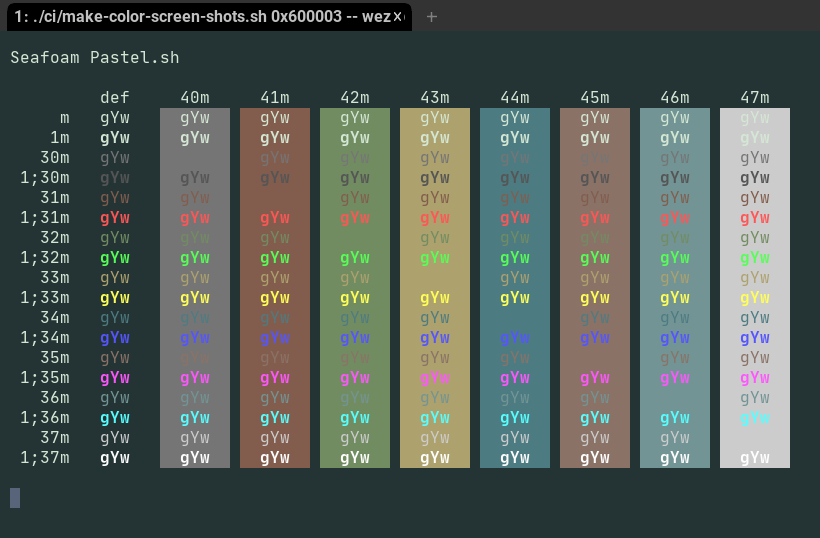 1: ./ci/make-color-screen-shots.sh 0x600003 -- wez
Seafoam Pastel.sh
def 40m 41m 42m 43m 44m 45m 46m 47m
m gYw gYw gYw gYw gYw gYw gYw gYw gYw
1m gYw gYw gYw gYw gYw gYw gYw gYw gYw
30m gYw gYw gYw gYw gYw gYw gYw gYw
1;30m gYw gYw gYw gYw gYw gYw gYw gYw gYw
31m gYw gYw gYw gYw gYw gYw gYw gYw
1;31m gYw gYw gYw gYw gYw gYw gYw gYw gYw
32m gYw gYw gYw gYw gYw gYw gYw gYw
1;32m gYw gYw gYw gYw gYw gYw gYw gYw gYw
33m gYw gYw gYw gYw gYw gYw gYw gYw
1;33m gYw gYw gYw gYw gYw gYw gYw gYw gYw
34m gYw gYw gYw gYw gYw gYw gYw gYw
1;34m gYw gYw gYw gYw gYw gYw gYw gYw gYw
35m gYw gYw gYw gYw gYw gYw gYw gYw
1;35m gYw gYw gYw gYw gYw gYw gYw gYw gYw
36m gYw gYw gYw gYw gYw gYw gYw gYw
1;36m gYw gYw gYw gYw gYw gYw gYw gYw gYw
37m gYw gYw gYw gYw gYw gYw gYw gYw
1;37m gYw gYw gYw gYw gYw gYw gYw gYw gYw